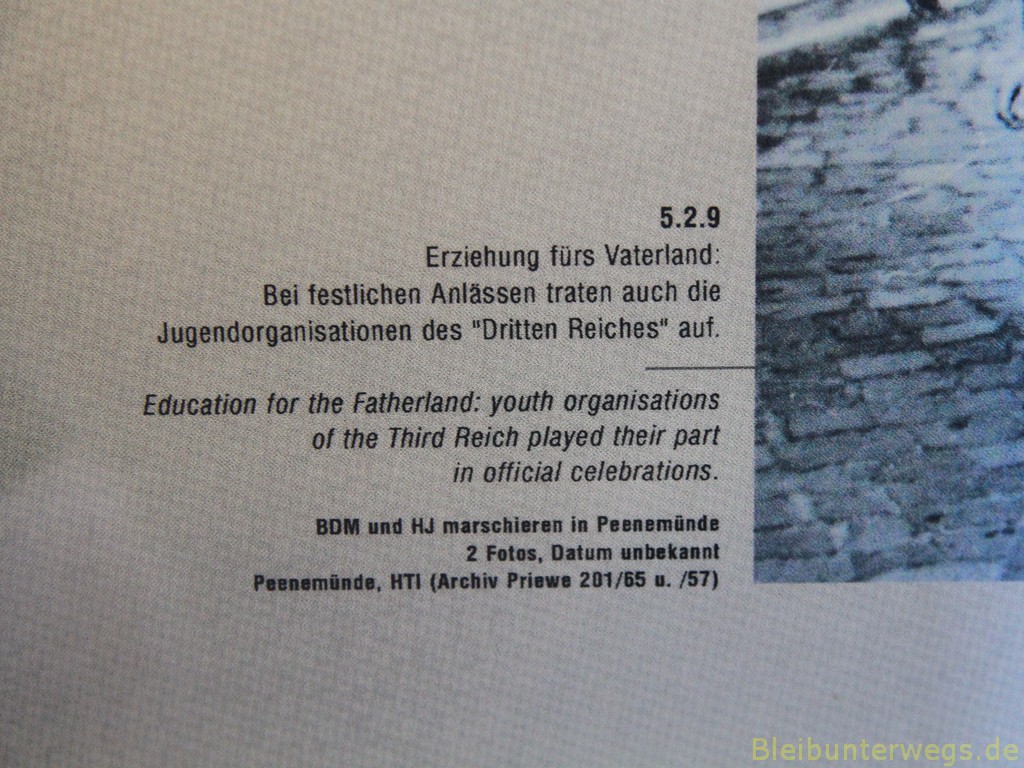 5.2.9
Erziehung fürs Vaterland:
Bei festlichen Anlässen traten auch die
Jugendorganisationen des "Dritten Reiches" auf.
Education for the Fatherland: youth organisations
of the Third Reich played their part
in official celebrations.
BDM und HJ marschieren in Peenemünde
2 Fotos, Datum unbekannt
Peenemünde, HTI (Archiv Priewe 201/65 u. /57)
Bleibunterwegs.de